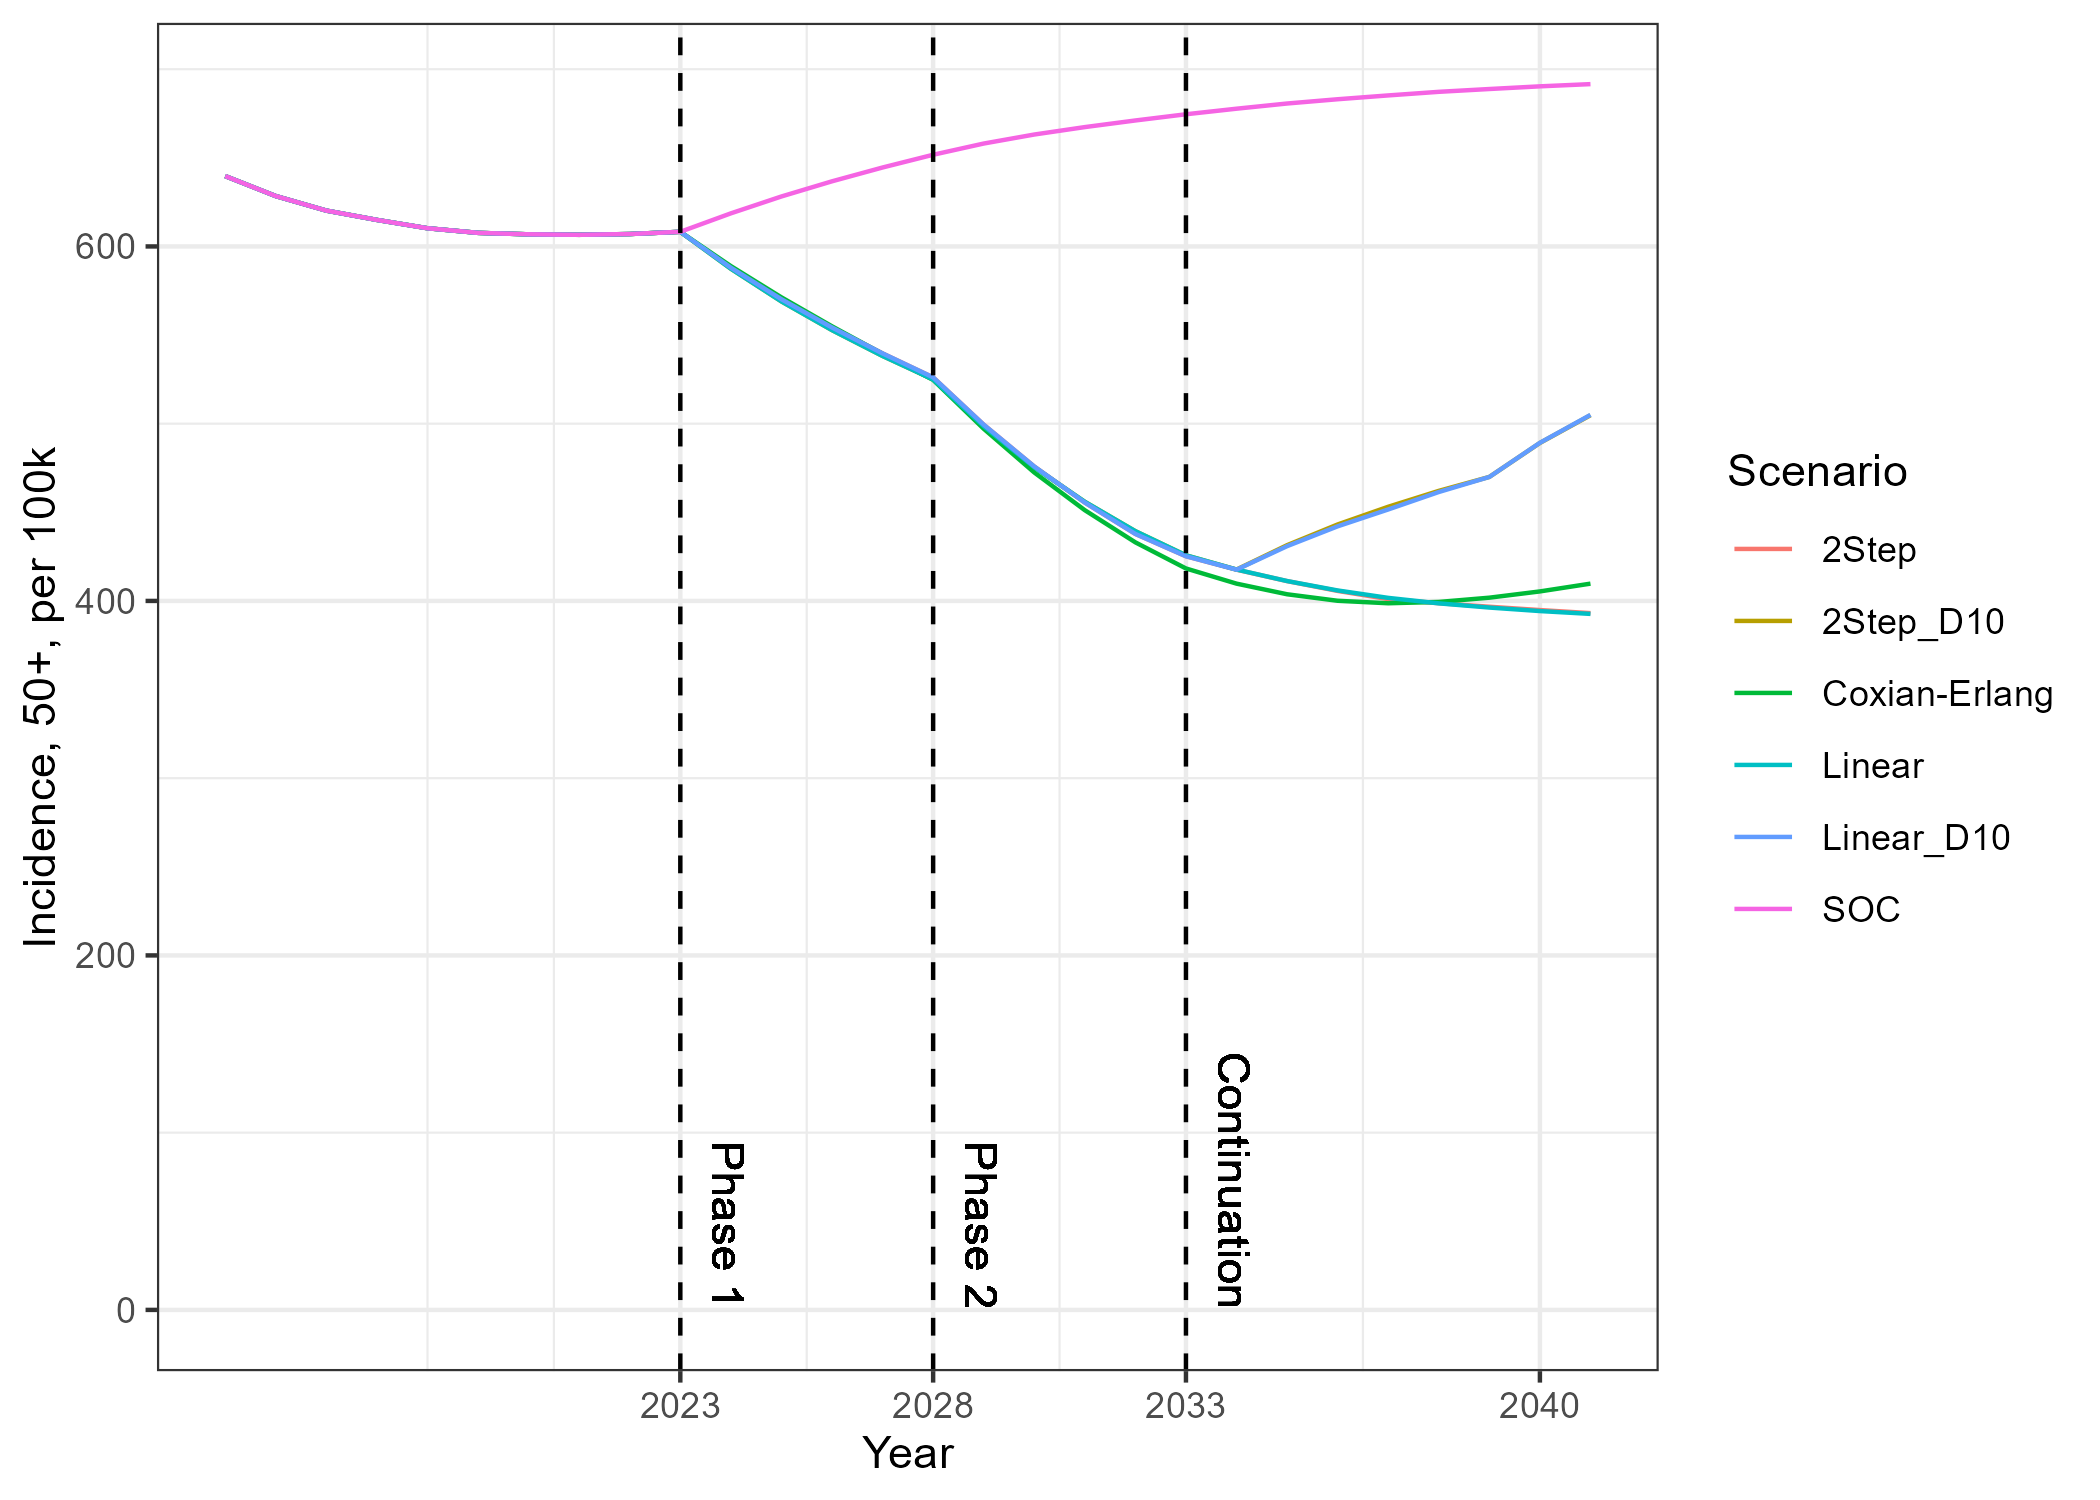 Incidence, 50+, per 100k
600
400
200
0
Phase 1
Phase 2
Continuation
2023
2028
2033
2040
Year
Scenario
2Step
2Step_D10
Coxian-Erlang
Linear
Linear_D10
SOC